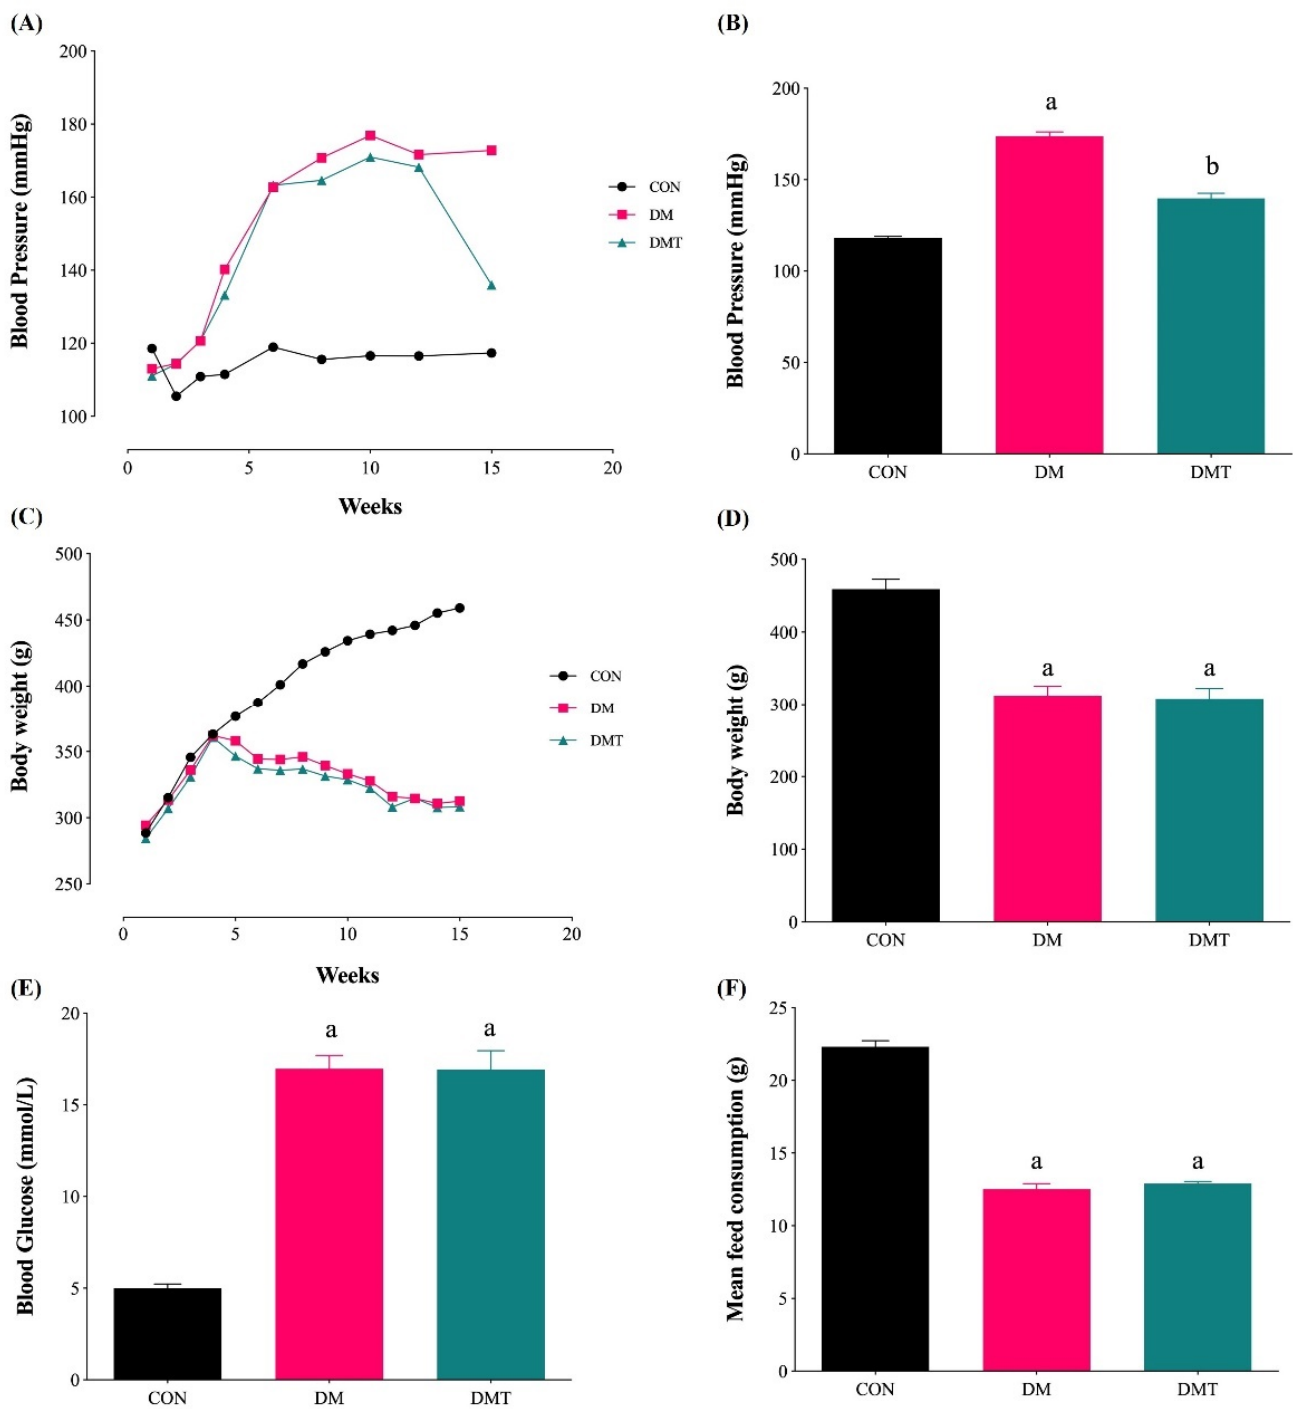 (A)
Blood Pressure (mmHg)
200
180
160
140
120
100
0 5 10 15 20
Weeks
CON
DM
DMT
(B)
Blood Pressure (mmHg)
200
150
100
50
0
a
b
CON DM DMT
(C)
Body weight (g)
500
450
400
350
300
250
0 5 10 15 20
Weeks
CON
DM
DMT
(D)
Body weight (g)
500
400
300
200
100
0
a a
CON DM DMT
(E)
Blood Glucose (mmol/L)
20
15
10
5
0
a a
CON DM DMT
(F)
Mean feed consumption (g)
25
20
15
10
5
0
a a
CON DM DMT